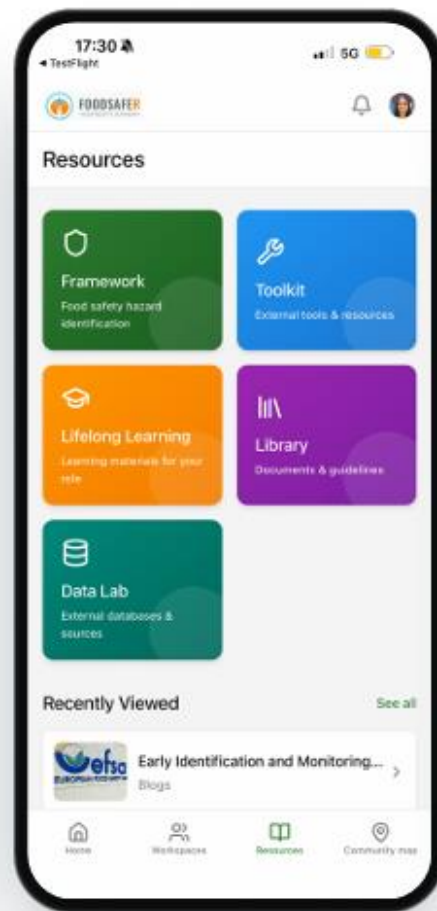 17:30
5G
◀ TestFlight
FOODSAFER
Resources
Framework
Food safety hazard
identification
Toolkit
External tools & resources
Lifelong Learning
Learning materials for your
role
Library
Documents & guidelines
Data Lab
External databases &
sources
Recently Viewed
See all
efsa
EUROPEAN FOOD
Early Identification and Monitoring...
Blogs
Home
Workspaces
Resources
Community map